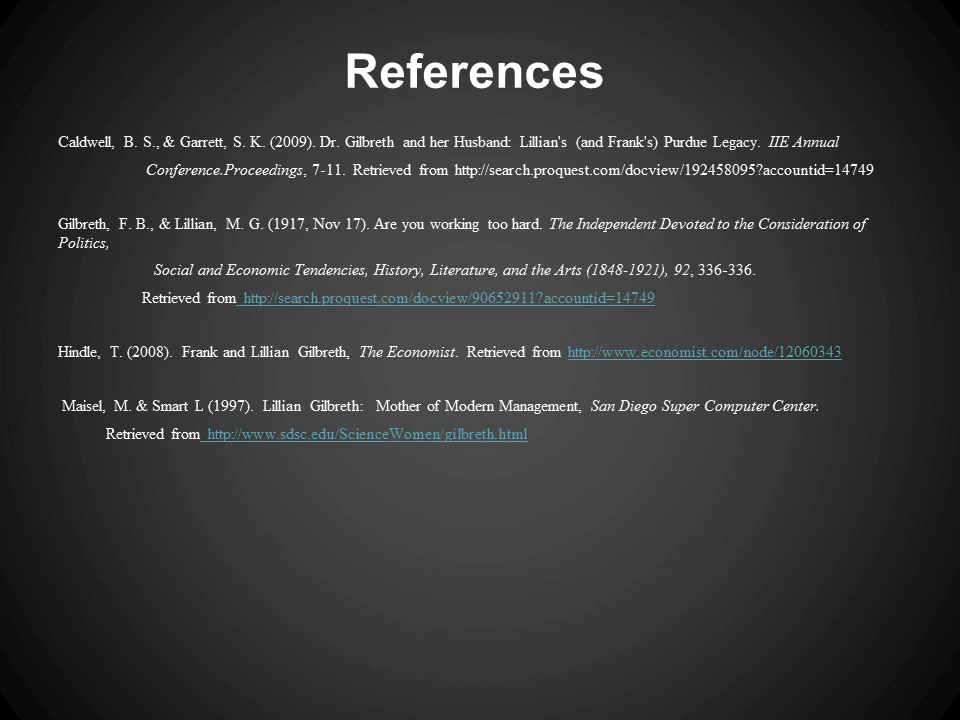 References
Caldwell, B. S., & Garrett, S. K. (2009). Dr. Gilbreth and her Husband: Lillian's (and Frank's) Purdue Legacy. IIE Annual
Conference.Proceedings, 7-11. Retrieved from http://search.proquest.com/docview/192458095?accountid=14749
Gilbreth, F. B., & Lillian, M. G. (1917, Nov 17). Are you working too hard. The Independent Devoted to the Consideration of
Politics,
Social and Economic Tendencies, History, Literature, and the Arts (1848-1921), 92, 336-336.
Retrieved from http://search.proquest.com/docview/90652911?accountid=14749
Hindle, T. (2008). Frank and Lillian Gilbreth, The Economist. Retrieved from http://www.economist.com/node/12060343
Maisel, M. & Smart L (1997). Lillian Gilbreth: Mother of Modern Management, San Diego Super Computer Center.
Retrieved from http://www.sdsc.edu/ScienceWomen/gilbreth.html